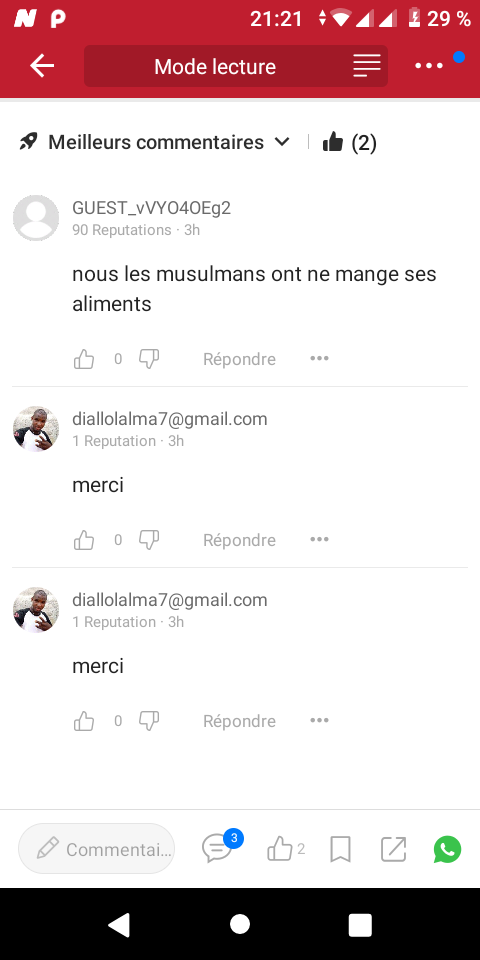 21:21 29 %
Mode lecture
Meilleurs commentaires (2)
GUEST_vVYO4OEg2
90 Reputations · 3h
nous les musulmans ont ne mange ses
aliments
0 Répondre
diallolalma7@gmail.com
1 Reputation · 3h
merci
0 Répondre
diallolalma7@gmail.com
1 Reputation · 3h
merci
0 Répondre
Commentai... 3 2